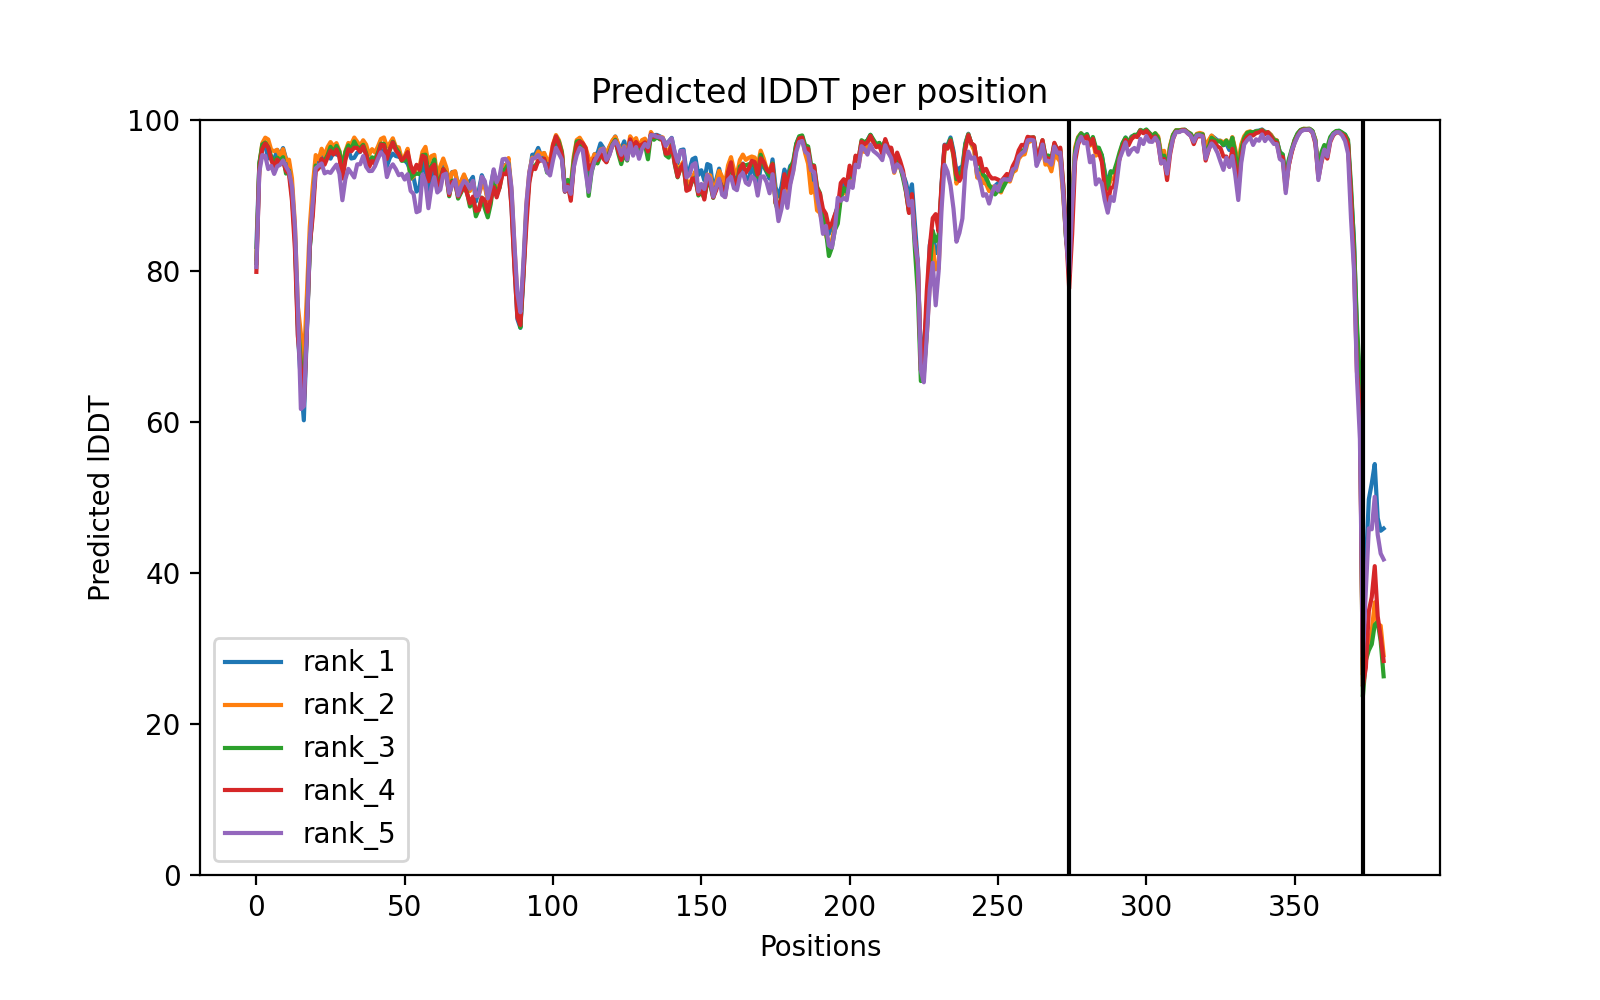 Predicted lDDT per position
100
80
60
40
20
0
Predicted lDDT
rank_1
rank_2
rank_3
rank_4
rank_5
0 50 100 150 200 250 300 350
Positions